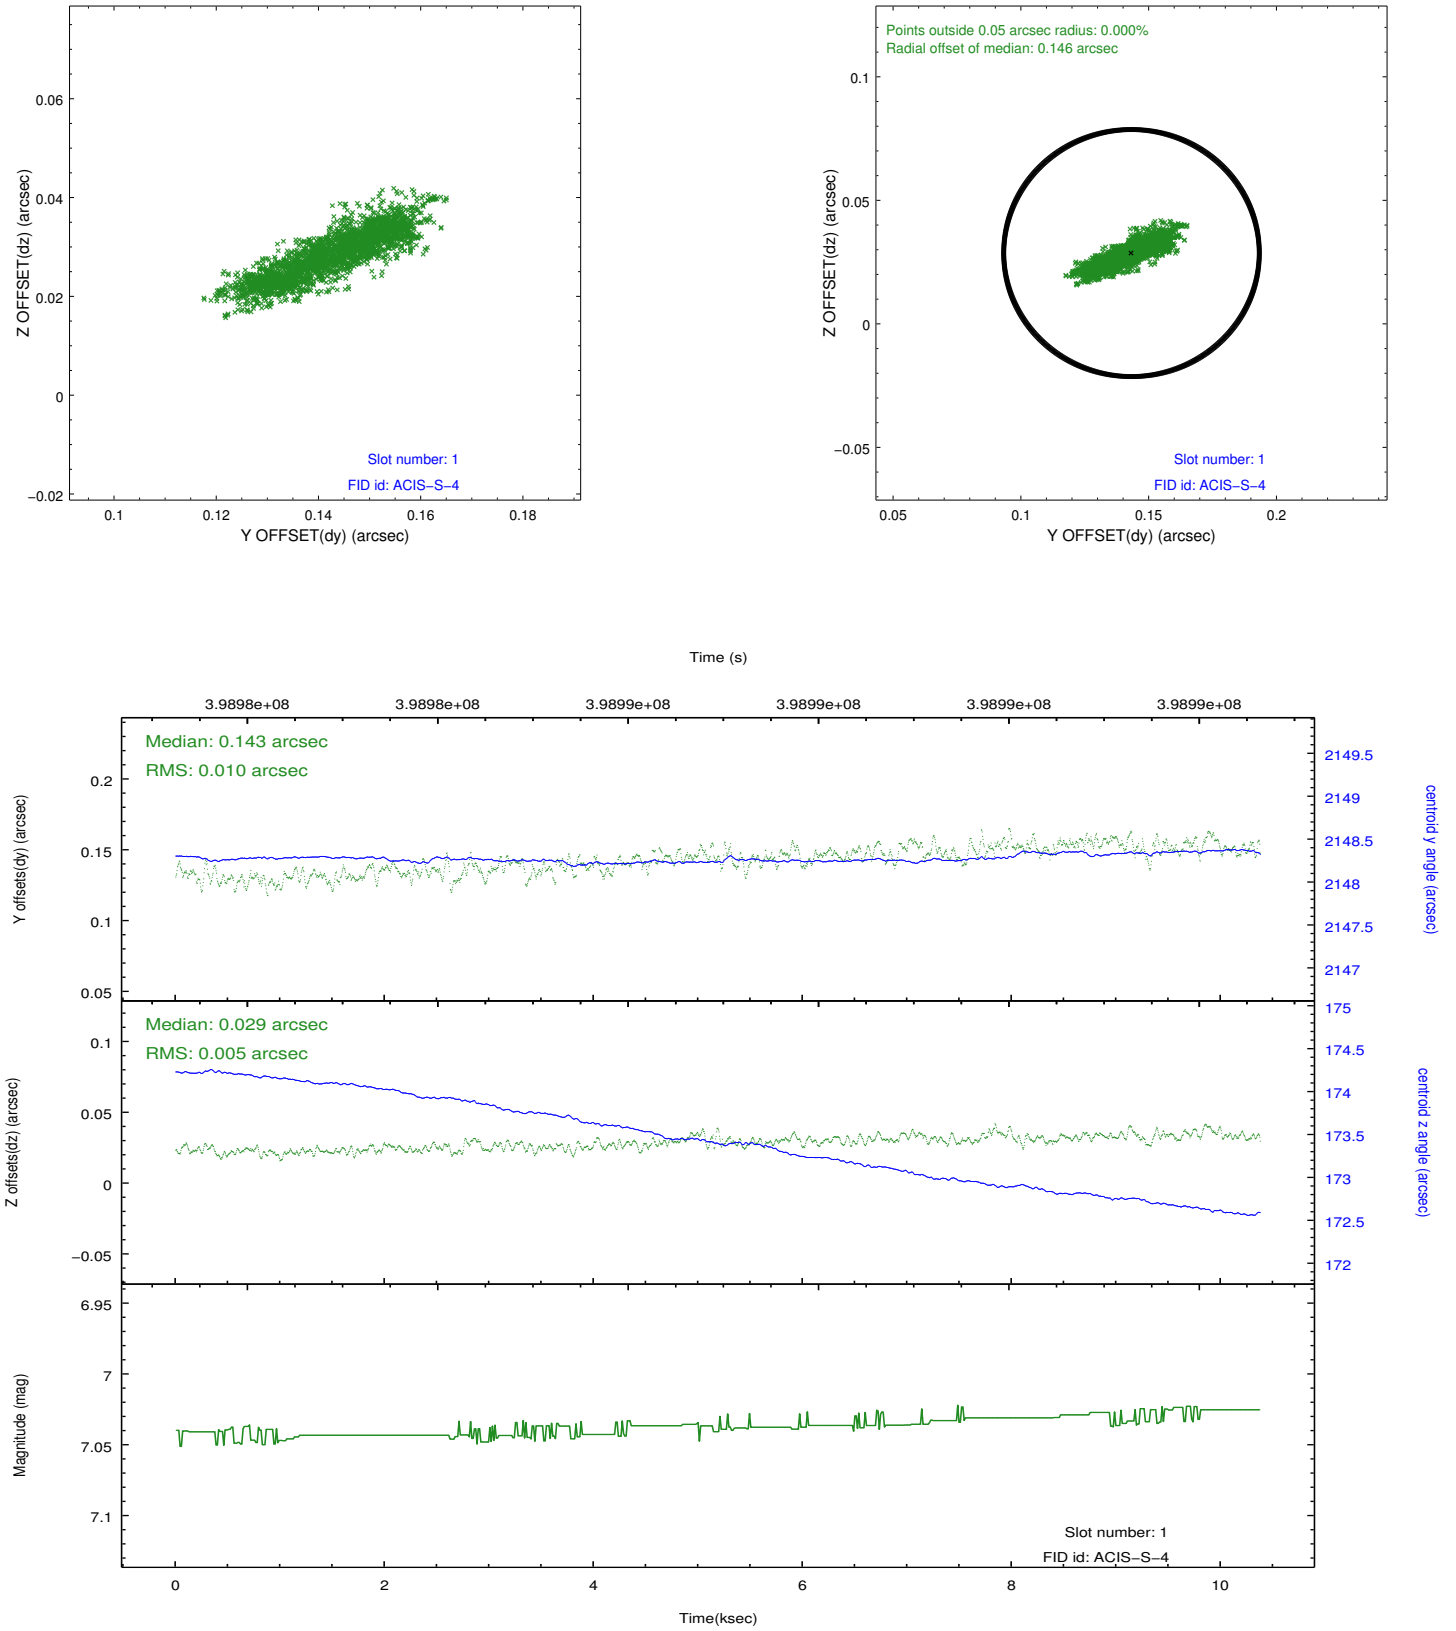 0.06
0.04
0.02
0
−0.02
Z OFFSET(dz) (arcsec)
Slot number: 1
FID id: ACIS−S−4
0.1 0.12 0.14 0.16 0.18
Y OFFSET(dy) (arcsec)
Points outside 0.05 arcsec radius: 0.000%
Radial offset of median: 0.146 arcsec
0.1
0.05
0
−0.05
Z OFFSET(dz) (arcsec)
Slot number: 1
FID id: ACIS−S−4
0.05 0.1 0.15 0.2
Y OFFSET(dy) (arcsec)
Time (s)
3.9898e+08 3.9898e+08 3.9899e+08 3.9899e+08 3.9899e+08 3.9899e+08
Median: 0.143 arcsec
RMS: 0.010 arcsec
0.2
0.15
0.1
0.05
Y offsets(dy) (arcsec)
2149.5
2149
2148.5
2148
2147.5
2147
centroid y angle (arcsec)
Median: 0.029 arcsec
RMS: 0.005 arcsec
0.1
0.05
0
−0.05
Z offsets(dz) (arcsec)
175
174.5
174
173.5
173
172.5
172
centroid z angle (arcsec)
6.95
7
7.05
7.1
Magnitude (mag)
Slot number: 1
FID id: ACIS−S−4
0 2 4 6 8 10
Time(ksec)